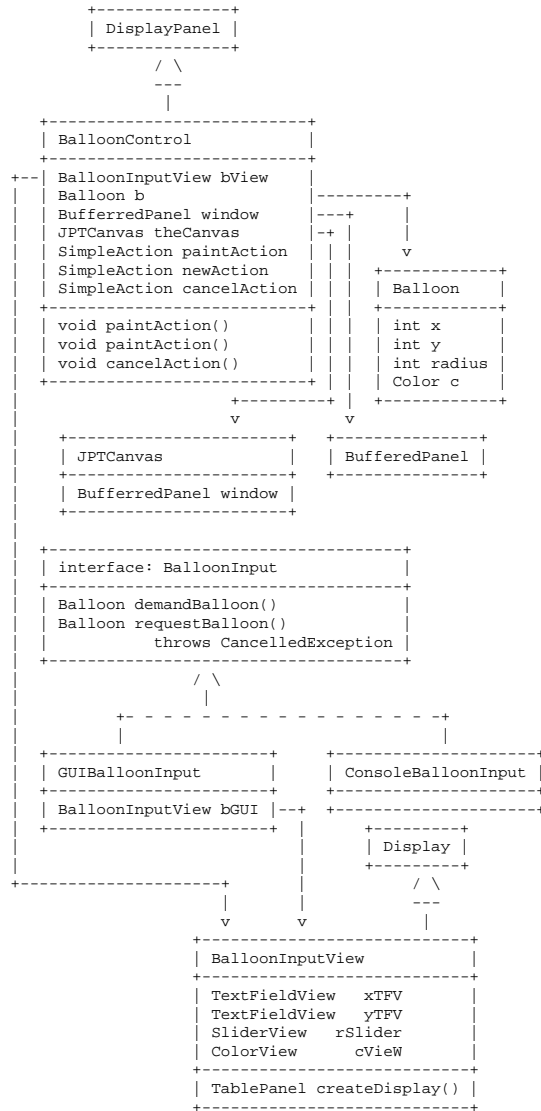 DisplayPanel
BalloonControl
BalloonInputView bView
Balloon b
BufferredPanel window
JPTCanvas theCanvas
SimpleAction paintAction
SimpleAction newAction
SimpleAction cancelAction
void paintAction()
void paintAction()
void cancelAction()
Balloon
int x
int y
int radius
Color c
JPTCanvas
BufferredPanel window
BufferedPanel
interface: BalloonInput
Balloon demandBalloon()
Balloon requestBalloon()
throws CancelledException
GUIBalloonInput
BalloonInputView bGUI
ConsoleBalloonInput
Display
BalloonInputView
TextFieldView xTFV
TextFieldView yTFV
SliderView rSlider
ColorView cVieW
TablePanel createDisplay()